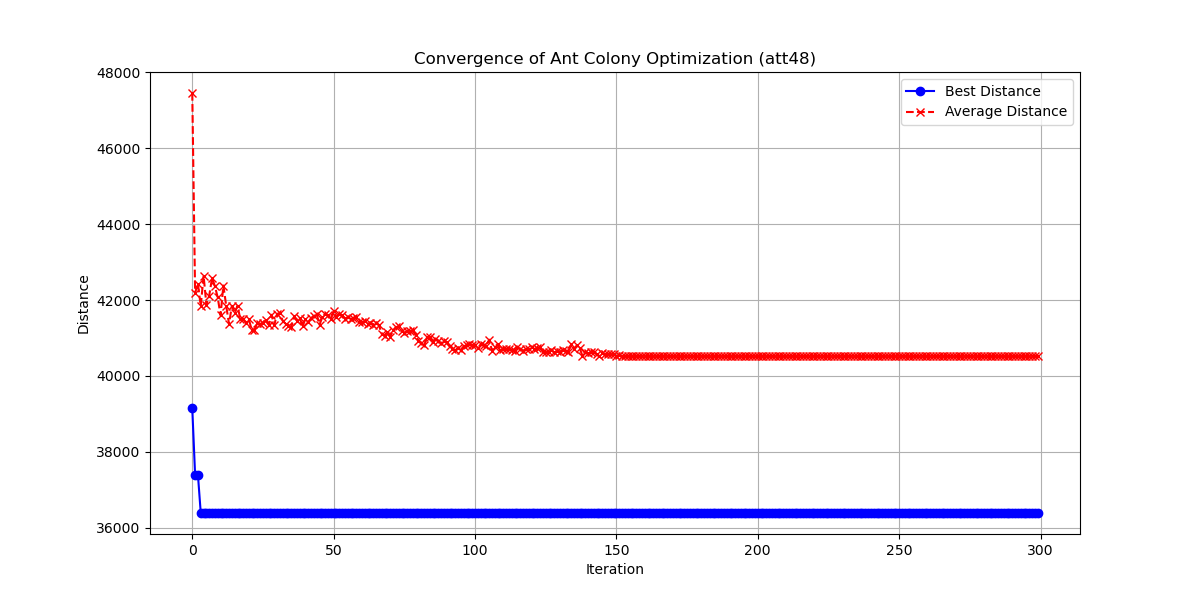 Convergence of Ant Colony Optimization (att48)
Best Distance
Average Distance
Distance
48000
46000
44000
42000
40000
38000
36000
0 50 100 150 200 250 300
Iteration